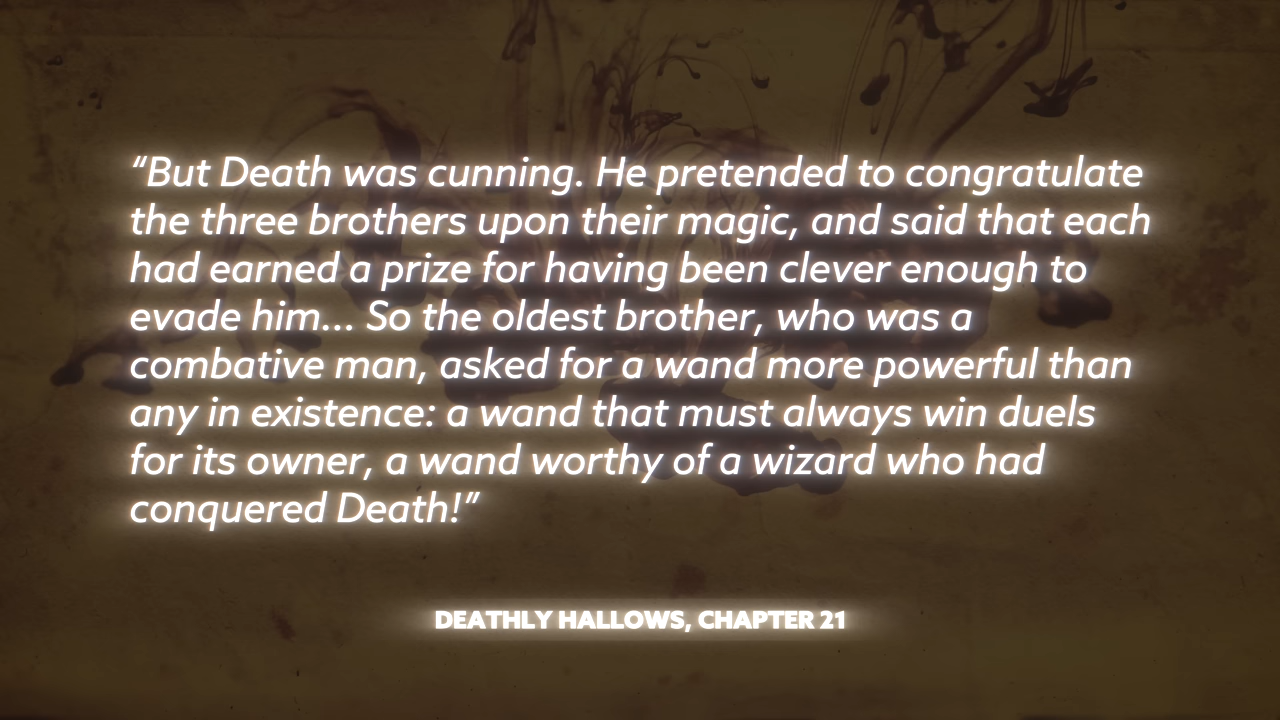 “But Death was cunning. He pretended to congratulate
the three brothers upon their magic, and said that each
had earned a prize for having been clever enough to
evade him... So the oldest brother, who was a
combative man, asked for a wand more powerful than
any in existence: a wand that must always win duels
for its owner, a wand worthy of a wizard who had
conquered Death!”
DEATHLY HALLOWS, CHAPTER 21